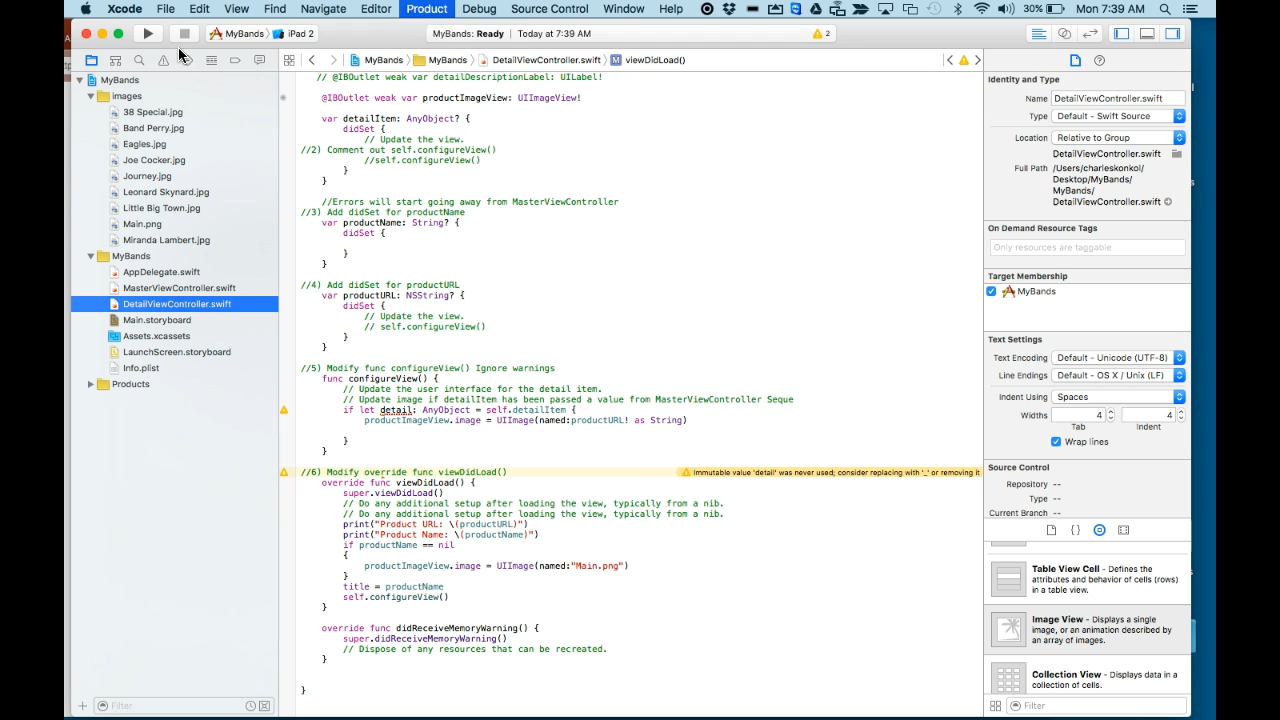 Xcode File Edit View Find Navigate Editor Product Debug Source Control Window Help 30% Mon 7:39 AM
MyBands iPad 2 MyBands: Ready | Today at 7:39 AM 2
MyBands MyBands DetailViewController.swift M viewDidLoad()
MyBands
images
38 Special.jpg
Band Perry.jpg
Eagles.jpg
Joe Cocker.jpg
Journey.jpg
Leonard Skynard.jpg
Little Big Town.jpg
Main.png
Miranda Lambert.jpg
MyBands
AppDelegate.swift
MasterViewController.swift
DetailViewController.swift
Main.storyboard
Assets.xcassets
LaunchScreen.storyboard
Info.plist
Products
Filter
// @IBOutlet weak var detailDescriptionLabel: UILabel!
@IBOutlet weak var productImageView: UIImageView!
var detailItem: AnyObject? {
didSet {
// Update the view.
//2) Comment out self.configureView()
//self.configureView()
}
}
//Errors will start going away from MasterViewController
//3) Add didSet for productName
var productName: String? {
didSet {
}
}
//4) Add didSet for productURL
var productURL: NSString? {
didSet {
// Update the view.
// self.configureView()
}
}
//5) Modify func configureView() Ignore warnings
func configureView() {
// Update the user interface for the detail item.
// Update image if detailItem has been passed a value from MasterViewController Seque
if let detail: AnyObject = self.detailItem {
productImageView.image = UIImage(named:productURL! as String)
}
}
//6) Modify override func viewDidLoad() Immutable value 'detail' was never used; consider replacing with '_' or removing it
override func viewDidLoad() {
super.viewDidLoad()
// Do any additional setup after loading the view, typically from a nib.
// Do any additional setup after loading the view, typically from a nib.
print("Product URL: \(productURL)")
print("Product Name: \(productName)")
if productName == nil
{
productImageView.image = UIImage(named:"Main.png")
}
title = productName
self.configureView()
}
override func didReceiveMemoryWarning() {
super.didReceiveMemoryWarning()
// Dispose of any resources that can be recreated.
}
}
Identity and Type
Name DetailViewController.swift
Type Default - Swift Source
Location Relative to Group
DetailViewController.swift
Full Path /Users/charleskonkol/
Desktop/MyBands/
MyBands/
DetailViewController.swift
On Demand Resource Tags
Only resources are taggable
Target Membership
MyBands
Text Settings
Text Encoding Default - Unicode (UTF-8)
Line Endings Default - OS X / Unix (LF)
Indent Using Spaces
Widths 4 4
Tab Indent
Wrap lines
Source Control
Repository --
Type --
Current Branch --
{ }
Table View Cell - Defines the
attributes and behavior of cells (rows)
in a table view.
Image View - Displays a single
image, or an animation described by
an array of images.
Collection View - Displays data in a
collection of cells.
Filter